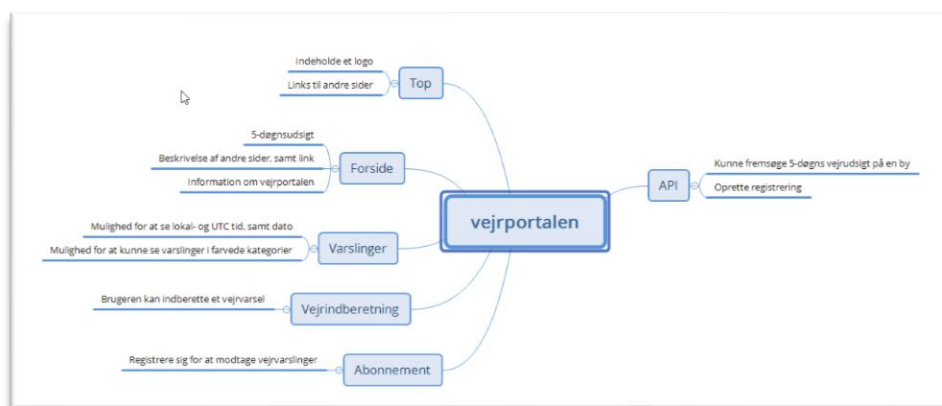 Indeholde et logo
Links til andre sider
Top
5-døgnsudsigt
Beskrivelse af andre sider. samt link
Information om vejrportalen
Forside
Mulighed for at se lokal- og UTC tid, samt dato
Mulighed for at kunne se varslinger i farvede kategorier
Varslinger
Brugeren kan indberette et vejrvarsel
Vejrindberetning
Registrere sig for at modtage vejrvarslinger
Abonnement
vejrportalen
API
Kunne fremsøge 5-døgns vejrudsigt på en by
Oprette registrering